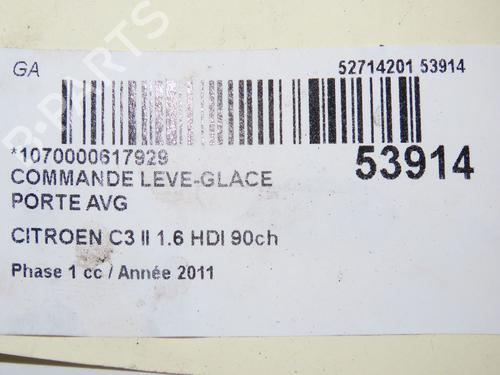 GA
52714201 53914
*1070000617929
53914
COMMANDE LEVE-GLACE
PORTE AVG
CITROEN C3 II 1.6 HDI 90ch
Phase 1 cc / Année 2011